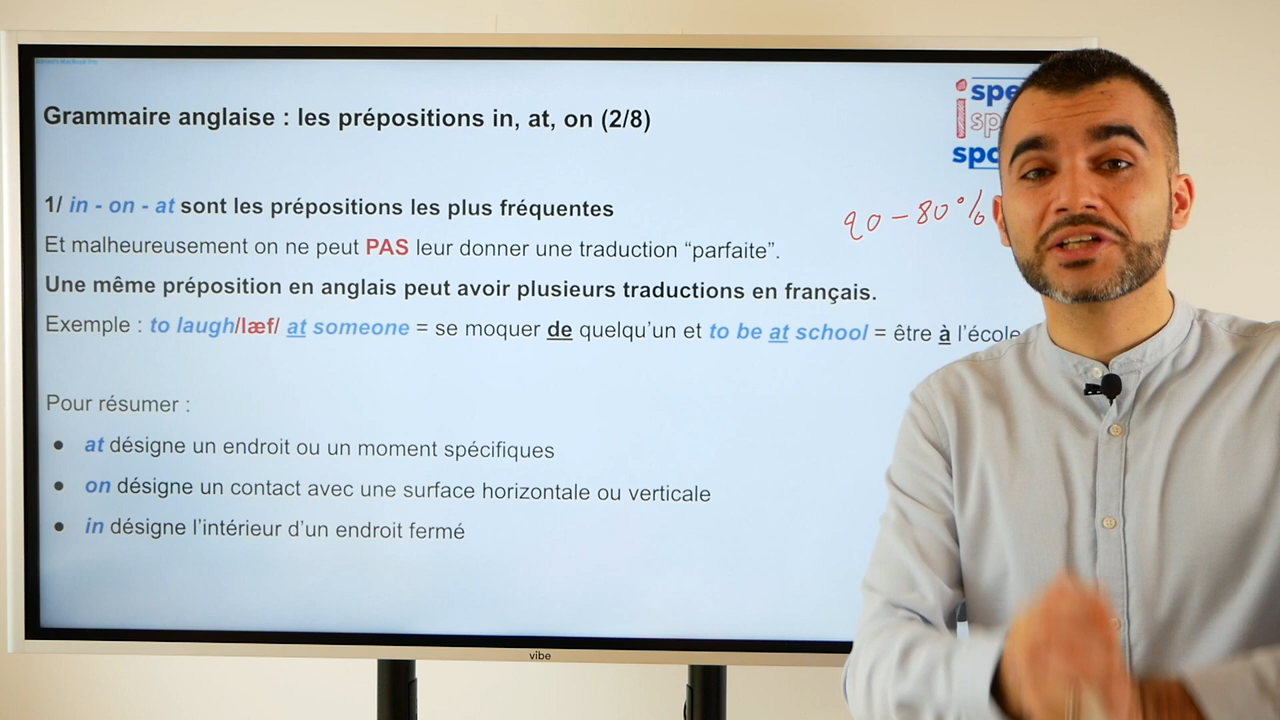 Grammaire anglaise : les prépositions in, at, on (2/8)
1/ in - on - at sont les prépositions les plus fréquentes
90 - 80%
Et malheureusement on ne peut PAS leur donner une traduction “parfaite”.
Une même préposition en anglais peut avoir plusieurs traductions en français.
Exemple : to laugh/læf/ at someone = se moquer de quelqu’un et to be at school = être à l’école
Pour résumer :
● at désigne un endroit ou un moment spécifiques
● on désigne un contact avec une surface horizontale ou verticale
● in désigne l’intérieur d’un endroit fermé
vibe